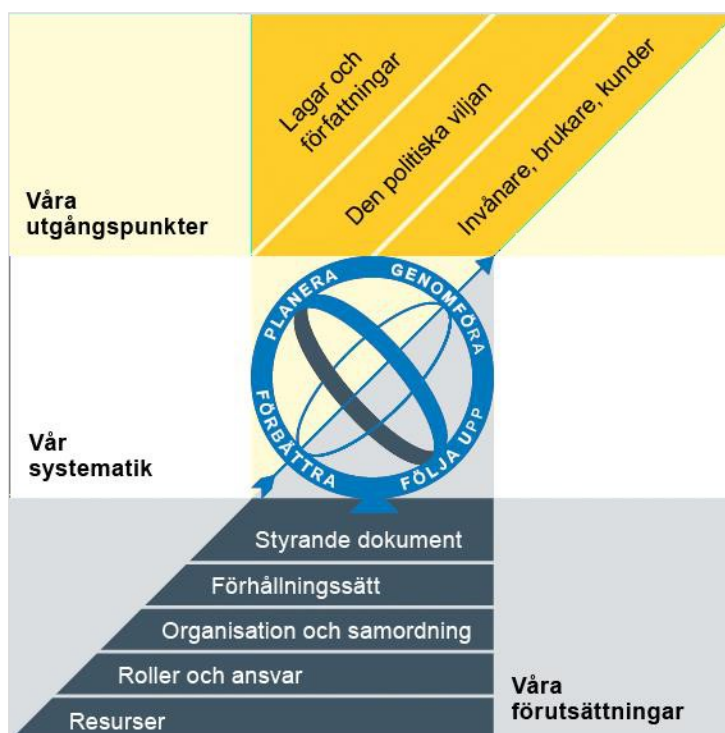 Lagar och
författningar
Den politiska viljan
Invånare, brukare, kunder
Våra
utgångspunkter
PLANERA
GENOMFÖRA
FÖRBÄTTRA
FÖLJA UPP
Vår
systematik
Styrande dokument
Förhållningssätt
Organisation och samordning
Roller och ansvar
Resurser
Våra
förutsättningar